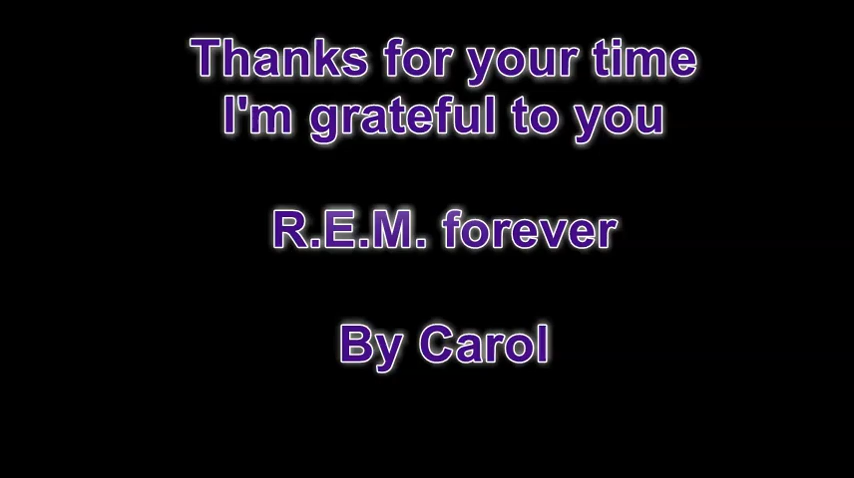 Thanks for your time
I'm grateful to you
R.E.M. forever
By Carol